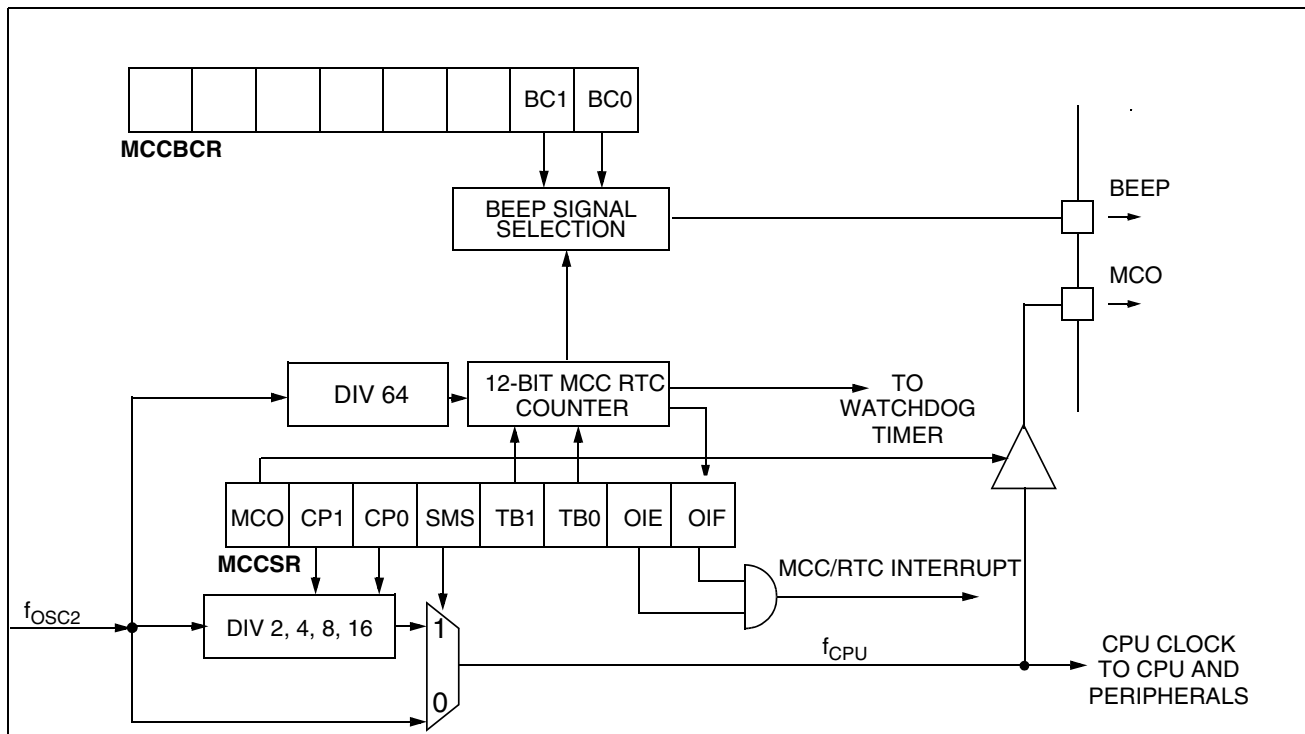 BC1 BC0
MCCBCR
BEEP SIGNAL
SELECTION
BEEP
MCO
DIV 64
12-BIT MCC RTC
COUNTER
TO
WATCHDOG
TIMER
MCO CP1 CP0 SMS TB1 TB0 OIE OIF
MCCSR
MCC/RTC INTERRUPT
fOSC2
DIV 2, 4, 8, 16
1
0
fCPU
CPU CLOCK
TO CPU AND
PERIPHERALS